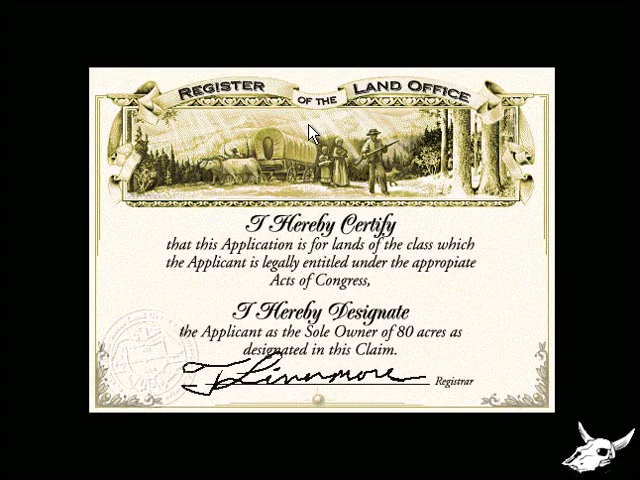 REGISTER OF THE LAND OFFICE
I Hereby Certify
that this Application is for lands of the class which
the Applicant is legally entitled under the appropiate
Acts of Congress,
I Hereby Designate
the Applicant as the Sole Owner of 80 acres as
designated in this Claim.
Registrar